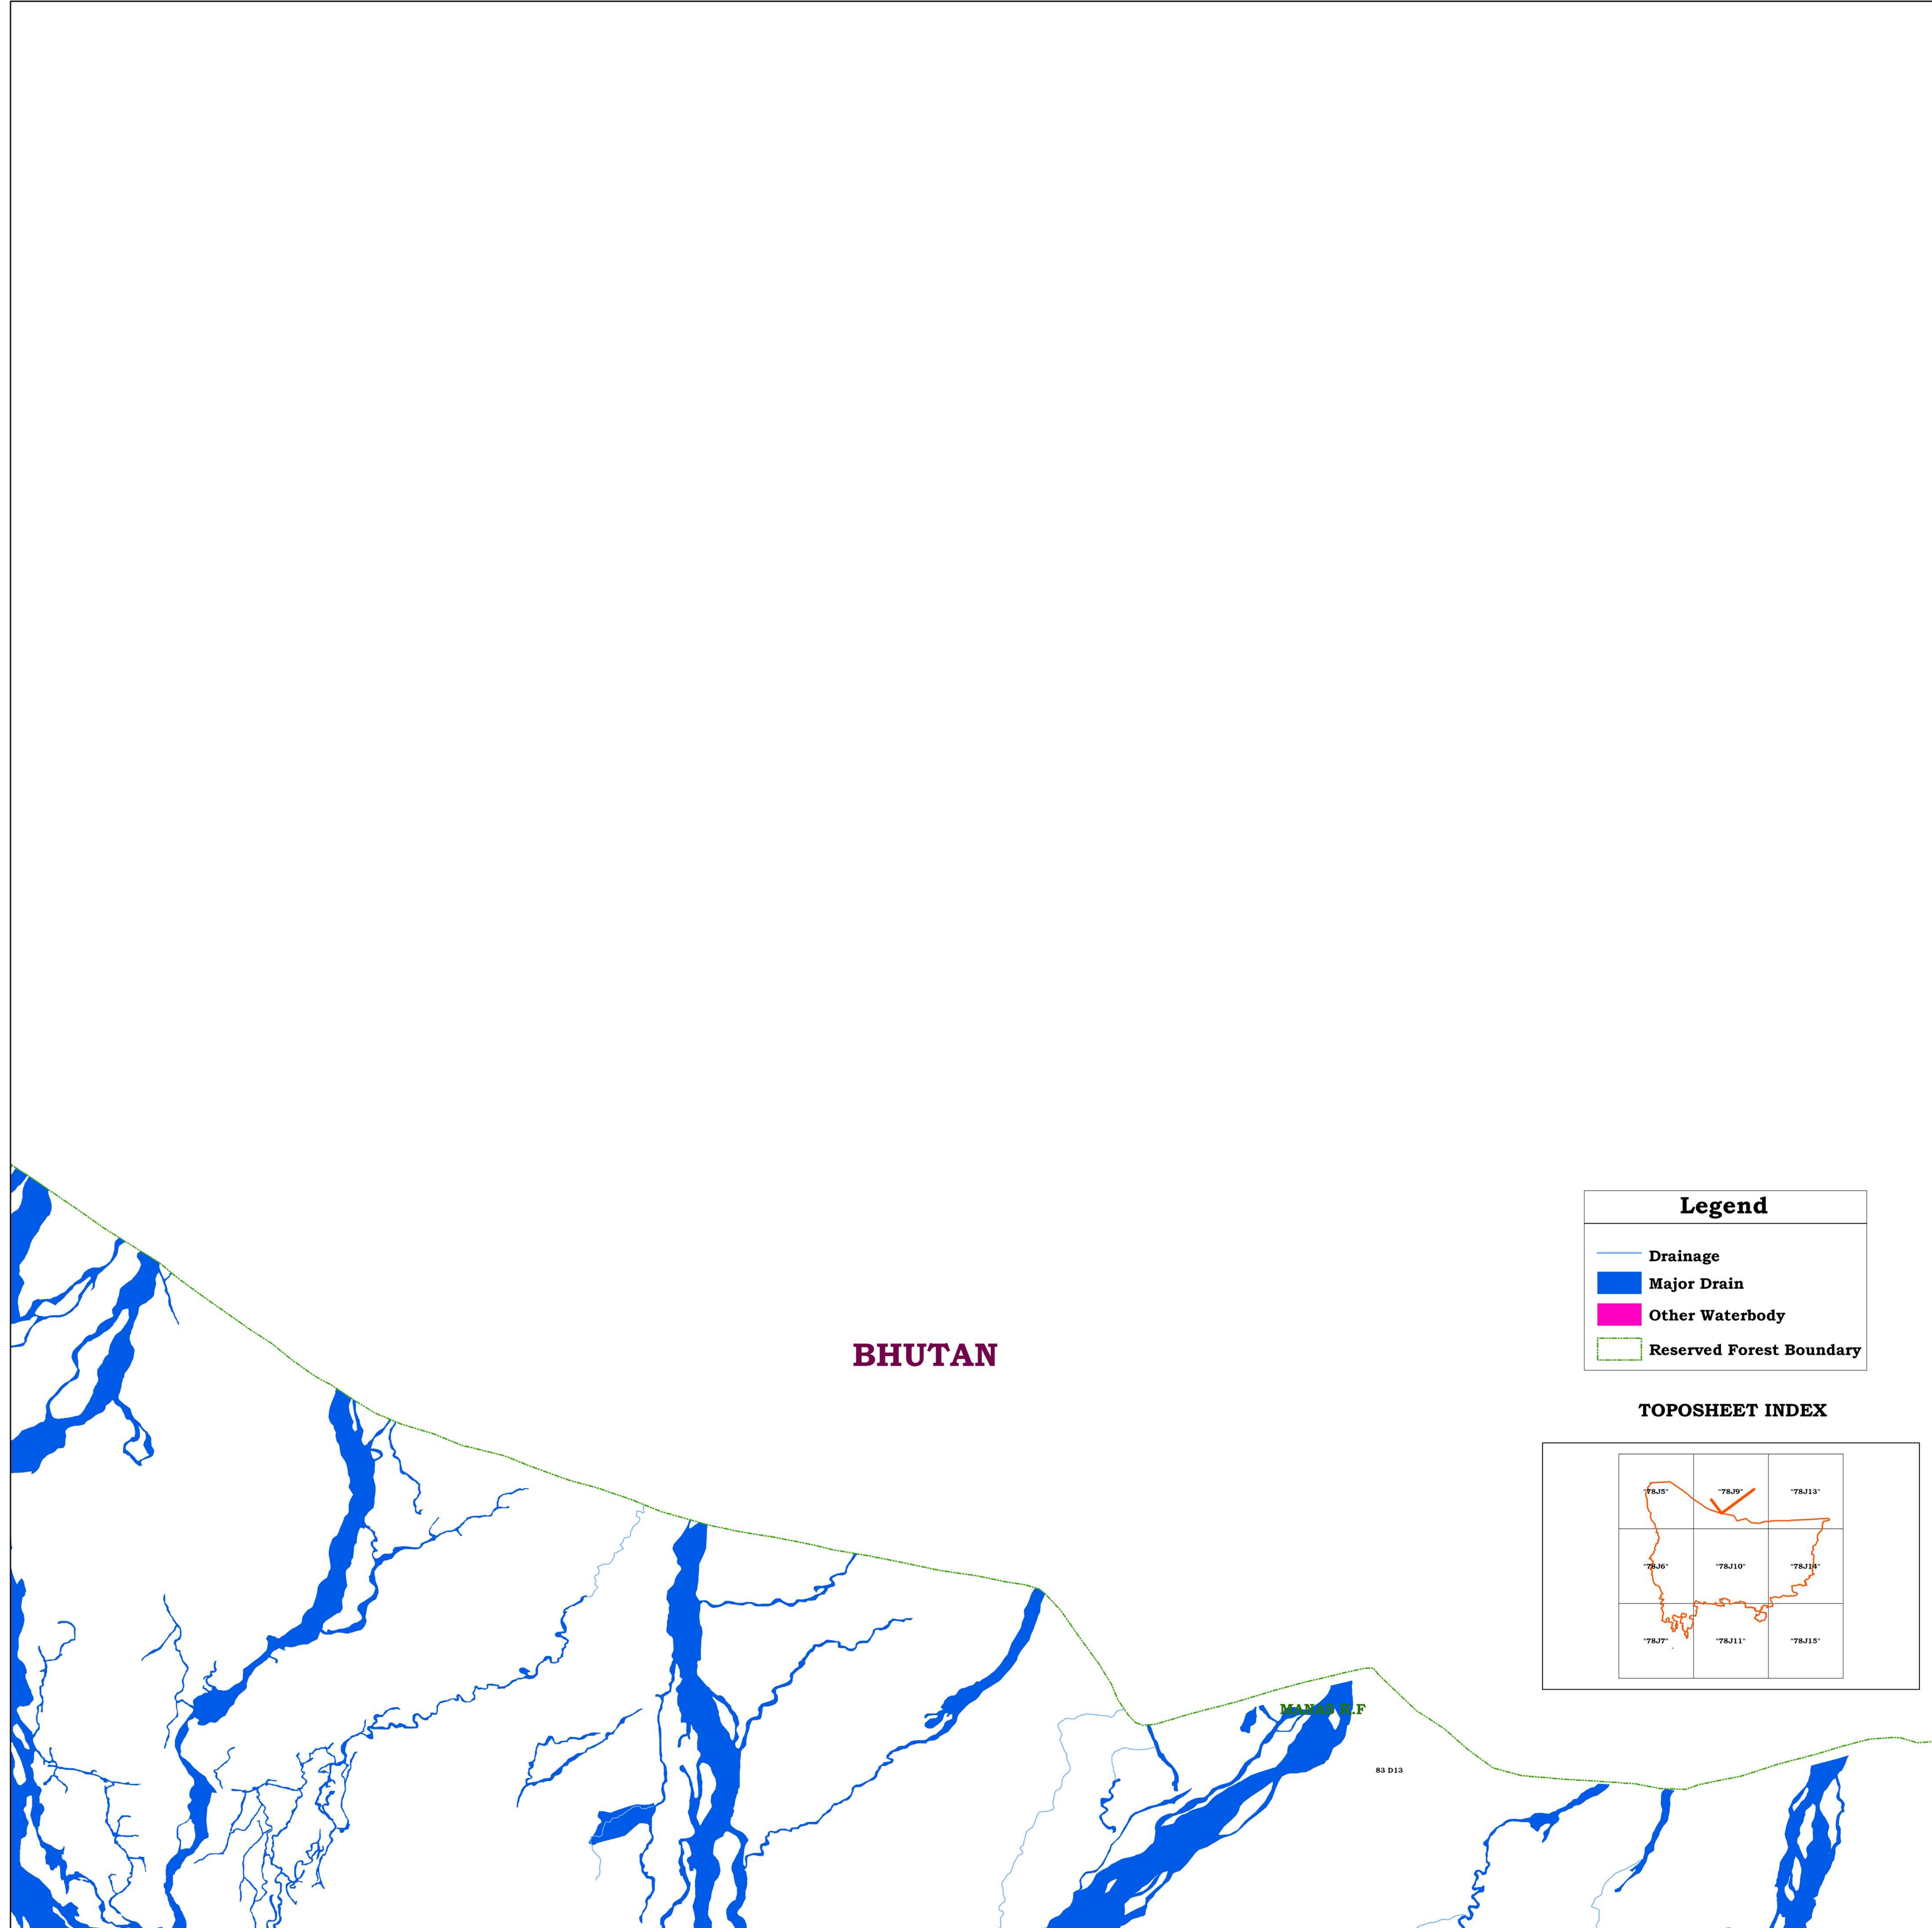 Legend
Drainage
Major Drain
Other Waterbody
Reserved Forest Boundary
BHUTAN
TOPOSHEET INDEX
"78J5" "78J9" "78J13"
"78J6" "78J10" "78J14"
"78J7" "78J11" "78J15"
MANAS R.F
83 D13